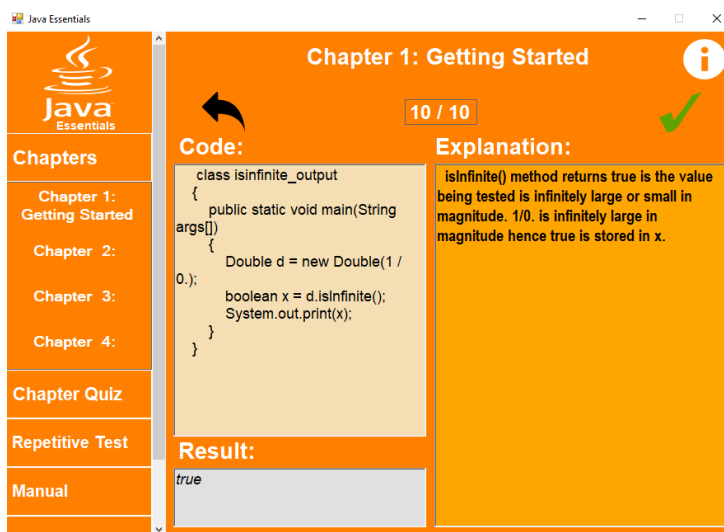 Java Essentials
Java
Essentials
Chapters
Chapter 1:
Getting Started
Chapter 2:
Chapter 3:
Chapter 4:
Chapter Quiz
Repetitive Test
Manual
Chapter 1: Getting Started
i
10 / 10
Code:
class isinfinite_output
{
public static void main(String
args[])
{
Double d = new Double(1 /
0.);
boolean x = d.isInfinite();
System.out.print(x);
}
}
Result:
true
Explanation:
isInfinite() method returns true is the value
being tested is infinitely large or small in
magnitude. 1/0. is infinitely large in
magnitude hence true is stored in x.